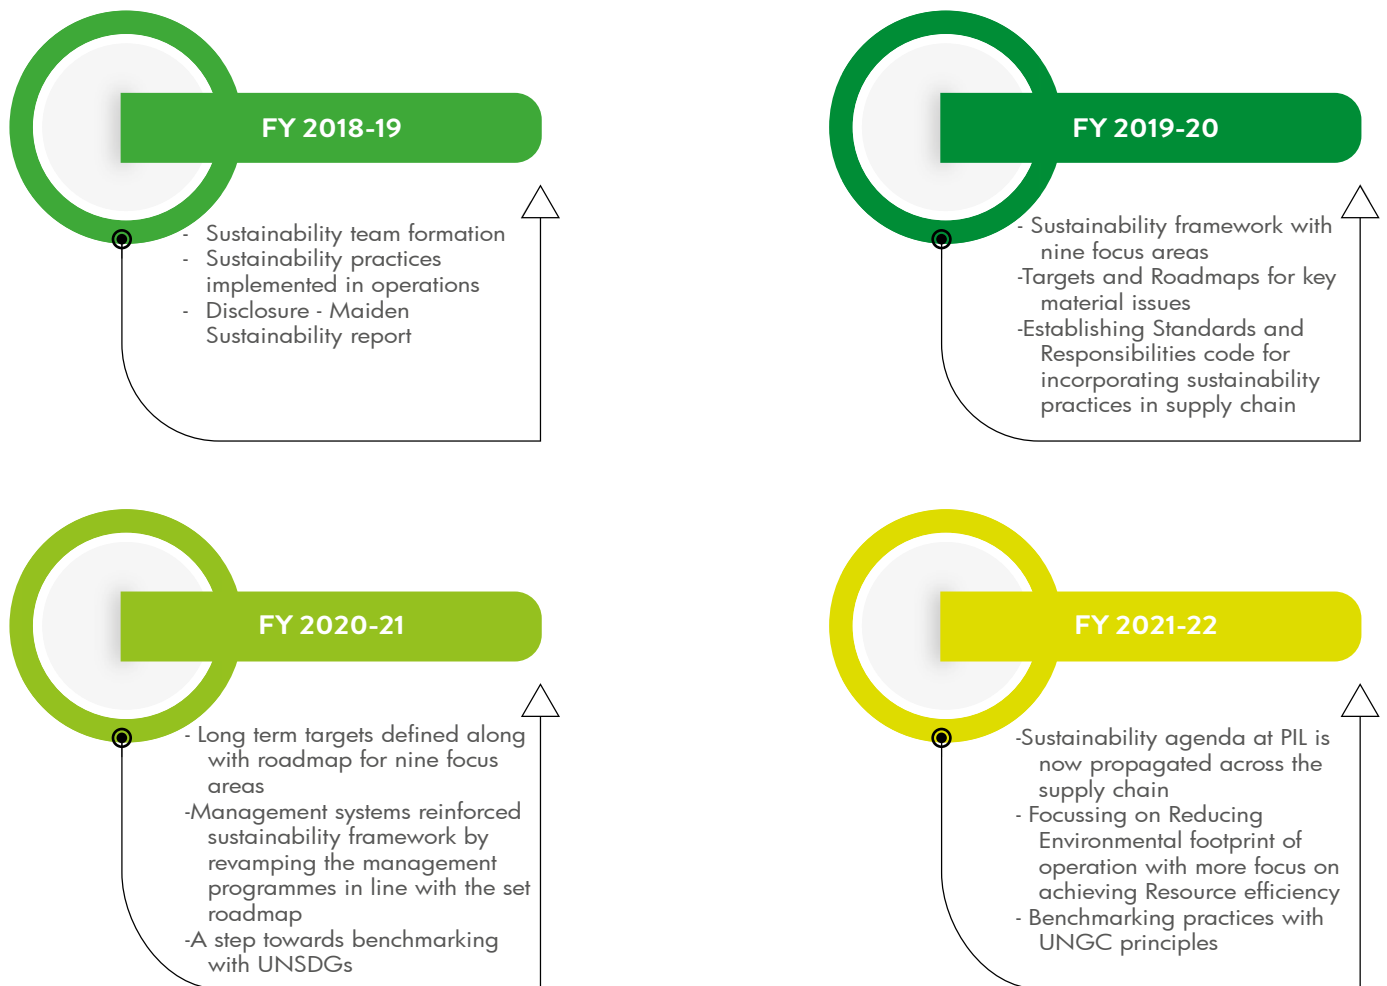 FY 2018-19
- Sustainability team formation
- Sustainability practices
implemented in operations
- Disclosure - Maiden
Sustainability report
FY 2019-20
- Sustainability framework with
nine focus areas
-Targets and Roadmaps for key
material issues
-Establishing Standards and
Responsibilities code for
incorporating sustainability
practices in supply chain
FY 2020-21
- Long term targets defined along
with roadmap for nine focus
areas
-Management systems reinforced
sustainability framework by
revamping the management
programmes in line with the set
roadmap
-A step towards benchmarking
with UNSDGs
FY 2021-22
-Sustainability agenda at PIL is
now propagated across the
supply chain
- Focussing on Reducing
Environmental footprint of
operation with more focus on
achieving Resource efficiency
- Benchmarking practices with
UNGC principles